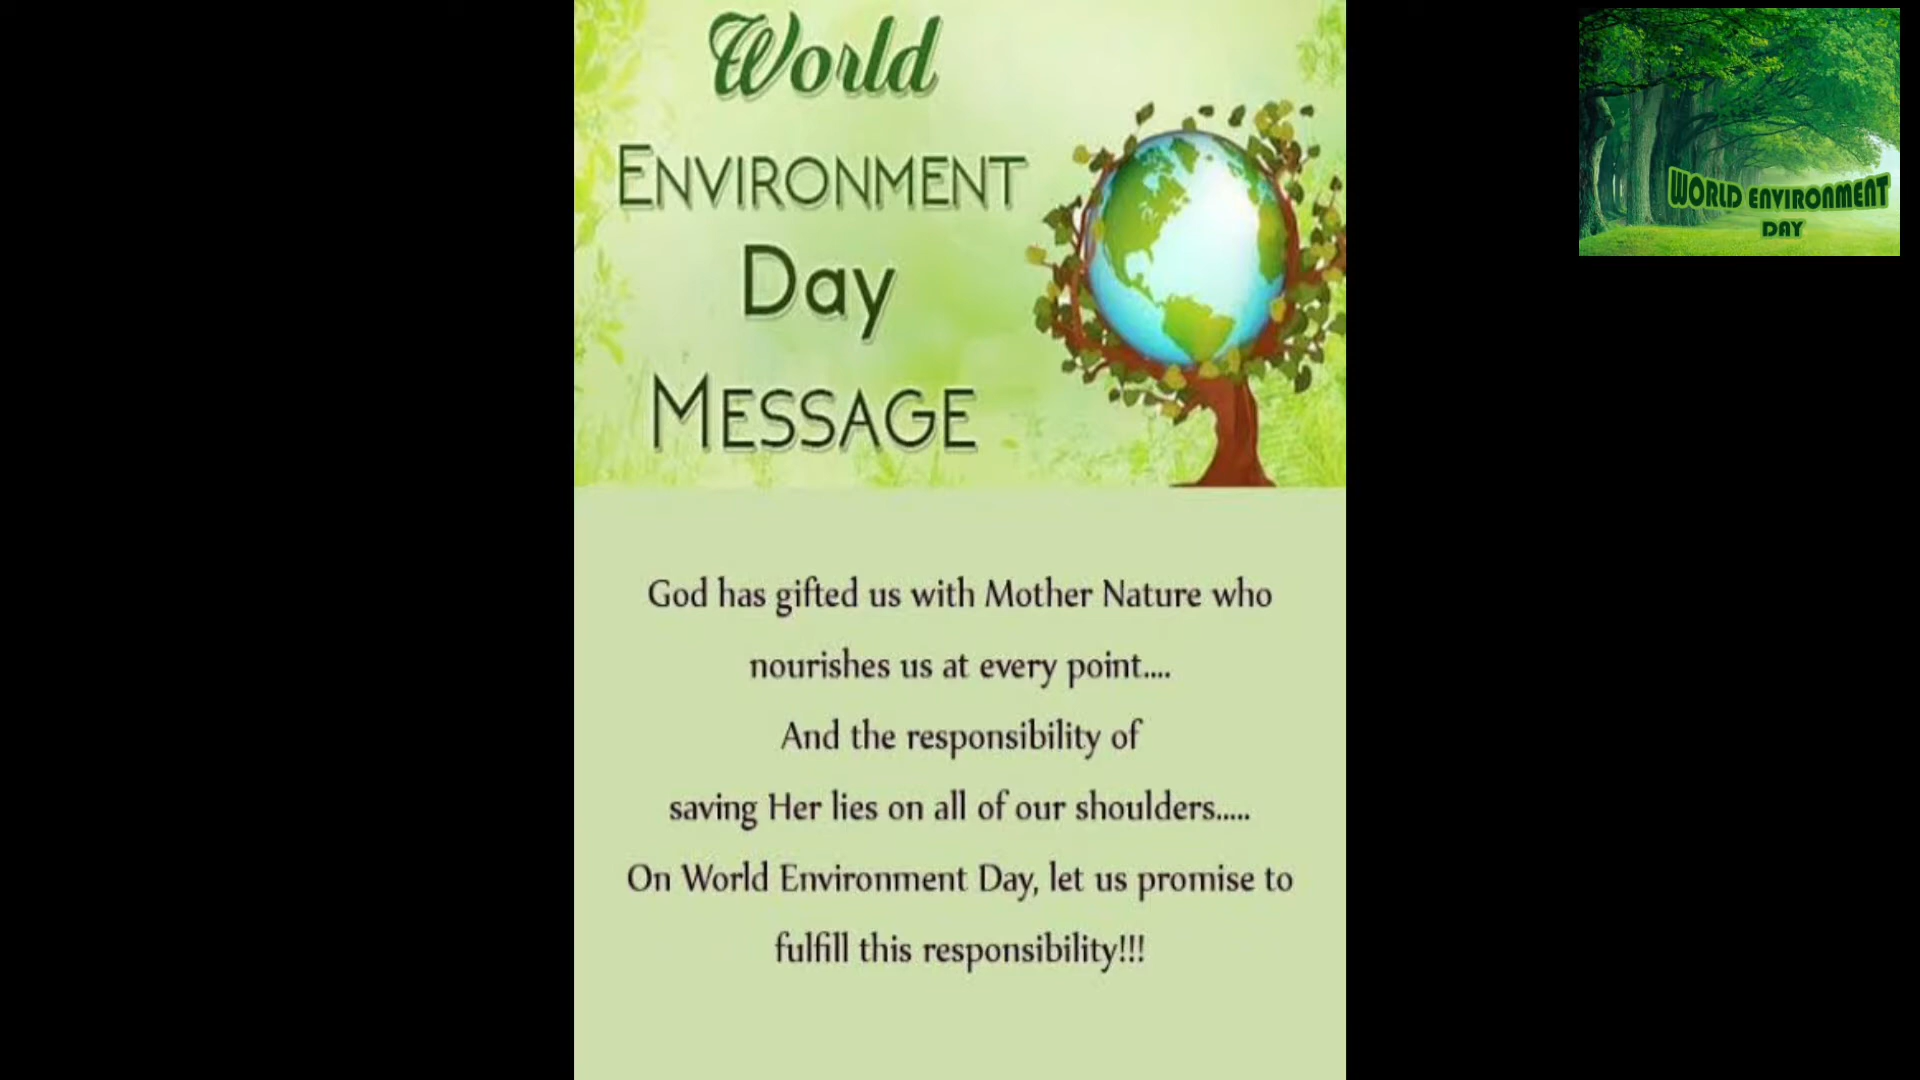 World
ENVIRONMENT
Day
MESSAGE
God has gifted us with Mother Nature who
nourishes us at every point....
And the responsibility of
saving Her lies on all of our shoulders.....
On World Environment Day, let us promise to
fulfill this responsibility!!!
WORLD ENVIRONMENT
DAY